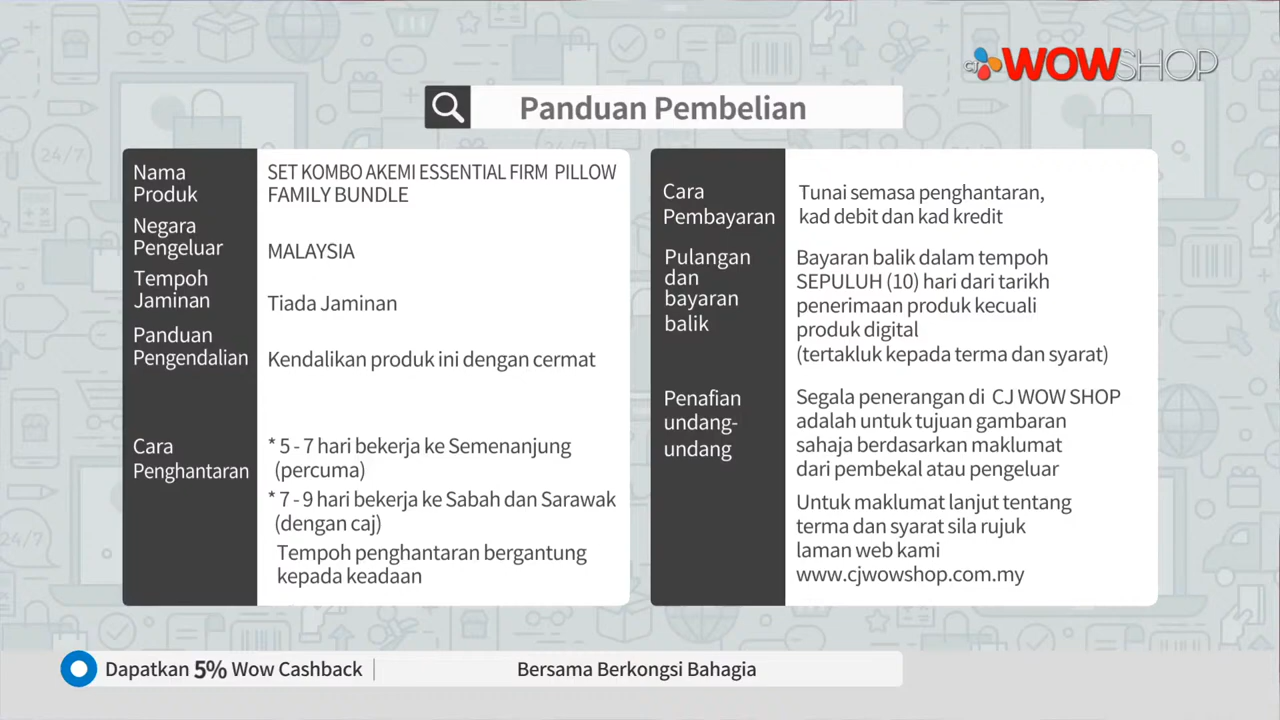 CJ WOWSHOP
Panduan Pembelian
Nama
Produk
SET KOMBO AKEMI ESSENTIAL FIRM PILLOW
FAMILY BUNDLE
Negara
Pengeluar
MALAYSIA
Tempoh
Jaminan
Tiada Jaminan
Panduan
Pengendalian
Kendalikan produk ini dengan cermat
Cara
Penghantaran
* 5 - 7 hari bekerja ke Semenanjung
(percuma)
* 7 - 9 hari bekerja ke Sabah dan Sarawak
(dengan caj)
Tempoh penghantaran bergantung
kepada keadaan
Cara
Pembayaran
Tunai semasa penghantaran,
kad debit dan kad kredit
Pulangan
dan
bayaran
balik
Bayaran balik dalam tempoh
SEPULUH (10) hari dari tarikh
penerimaan produk kecuali
produk digital
(tertakluk kepada terma dan syarat)
Penafian
undang-
undang
Segala penerangan di CJ WOW SHOP
adalah untuk tujuan gambaran
sahaja berdasarkan maklumat
dari pembekal atau pengeluar
Untuk maklumat lanjut tentang
terma dan syarat sila rujuk
laman web kami
www.cjwowshop.com.my
24/7
24/7
Dapatkan 5% Wow Cashback
Bersama Berkongsi Bahagia